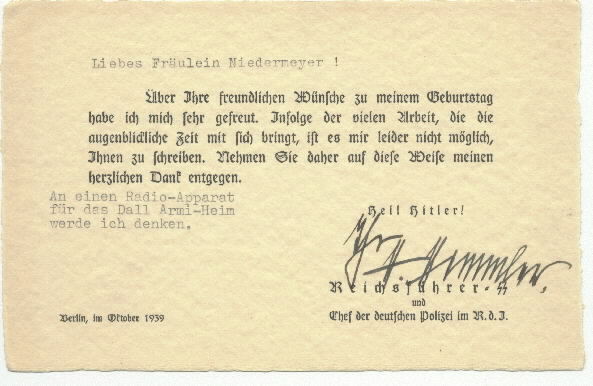 Liebes Fräulein Niedermeyer !
Über Ihre freundlichen Wünsche zu meinem Geburtstag
habe ich mich sehr gefreut. Infolge der vielen Arbeit, die die
augenblickliche Zeit mit sich bringt, ist es mir leider nicht möglich,
Ihnen zu schreiben. Nehmen Sie daher auf diese Weise meinen
herzlichen Dank entgegen.
An einen Radio-Apparat
für das Dall Armi-Heim
werde ich denken.
Heil Hitler!
Ihr H. Himmler.
Reichsführer-SS
und
Chef der deutschen Polizei im R.d.I.
Berlin, im Oktober 1939